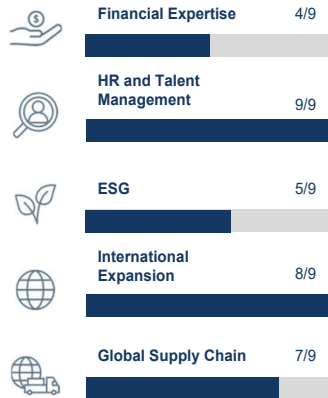 Financial Expertise 4/9
HR and Talent
Management 9/9
ESG 5/9
International
Expansion 8/9
Global Supply Chain 7/9